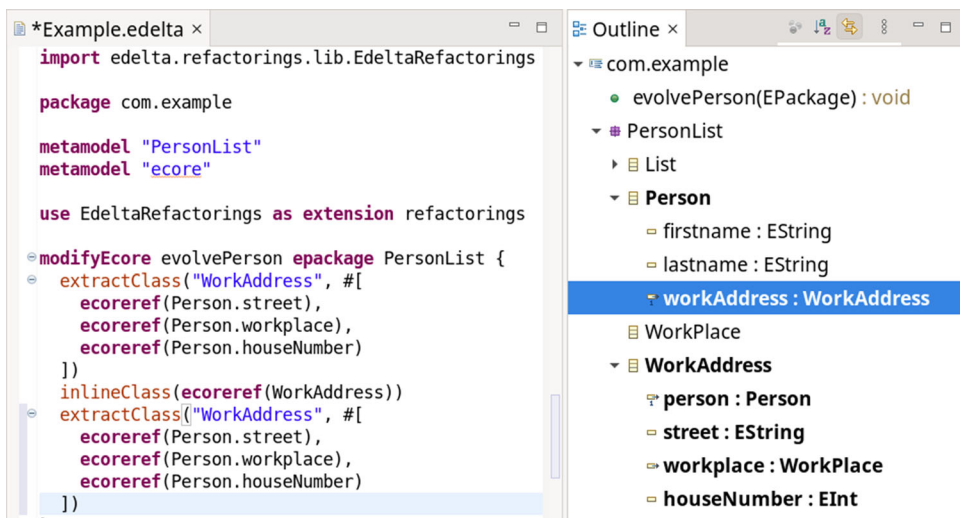 *Example.edelta
import edelta.refactorings.lib.EdeltaRefactorings
package com.example
metamodel "PersonList"
metamodel "ecore"
use EdeltaRefactorings as extension refactorings
modifyEcore evolvePerson epackage PersonList {
extractClass("WorkAddress", #[
ecoreref(Person.street),
ecoreref(Person.workplace),
ecoreref(Person.houseNumber)
])
inlineClass(ecoreref(WorkAddress))
extractClass("WorkAddress", #[
ecoreref(Person.street),
ecoreref(Person.workplace),
ecoreref(Person.houseNumber)
])
Outline
com.example
evolvePerson(EPackage) : void
PersonList
List
Person
firstname : EString
lastname : EString
workAddress : WorkAddress
WorkPlace
WorkAddress
person : Person
street : EString
workplace : WorkPlace
houseNumber : EInt